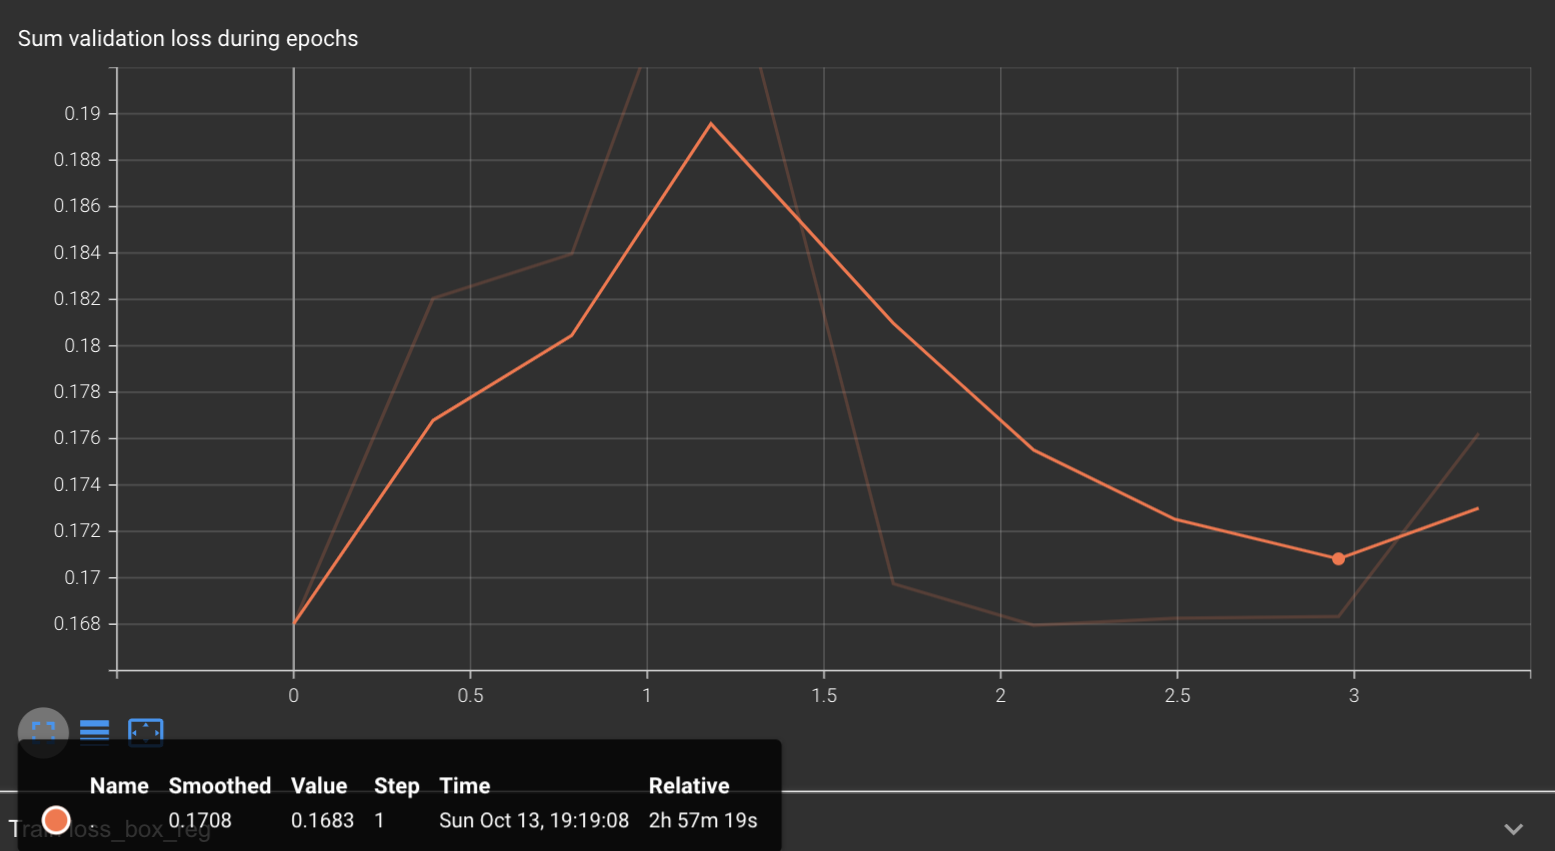 Sum validation loss during epochs
0.19
0.188
0.186
0.184
0.182
0.18
0.178
0.176
0.174
0.172
0.17
0.168
0 0.5 1 1.5 2 2.5 3
Name Smoothed Value Step Time Relative
. 0.1708 0.1683 1 Sun Oct 13, 19:19:08 2h 57m 19s
Train loss_box_reg